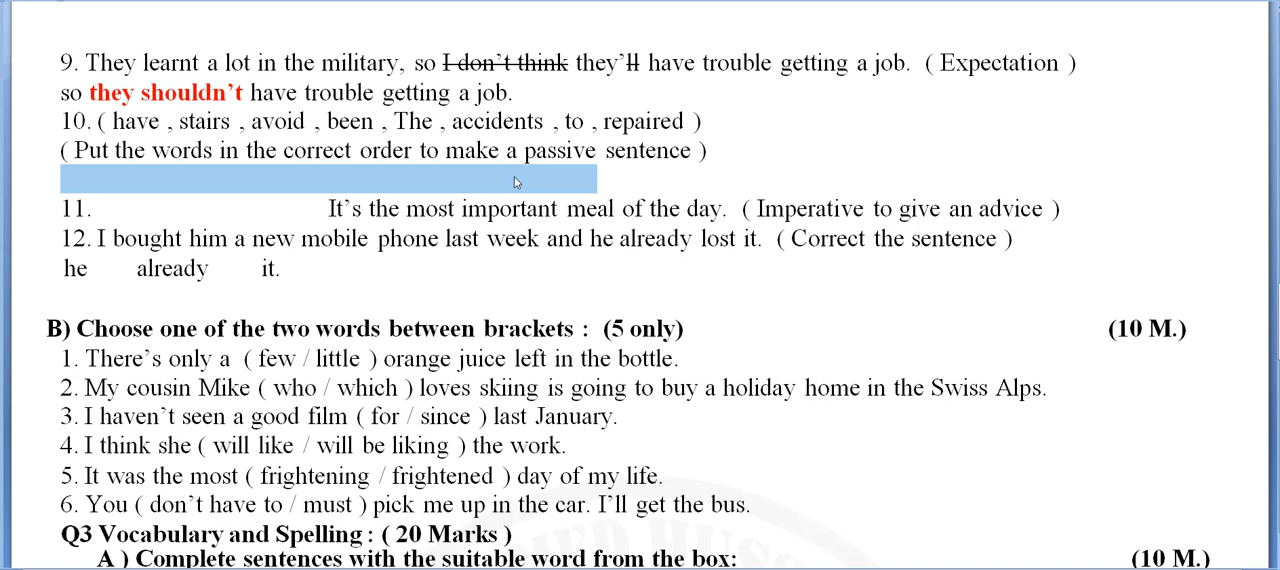 9. They learnt a lot in the military, so I don't think they'll have trouble getting a job. ( Expectation )
so they shouldn't have trouble getting a job.
10. ( have , stairs , avoid , been , The , accidents , to , repaired )
( Put the words in the correct order to make a passive sentence )
11. It's the most important meal of the day. ( Imperative to give an advice )
12. I bought him a new mobile phone last week and he already lost it. ( Correct the sentence )
he already it.
B) Choose one of the two words between brackets : (5 only) (10 M.)
1. There's only a ( few / little ) orange juice left in the bottle.
2. My cousin Mike ( who / which ) loves skiing is going to buy a holiday home in the Swiss Alps.
3. I haven't seen a good film ( for / since ) last January.
4. I think she ( will like / will be liking ) the work.
5. It was the most ( frightening / frightened ) day of my life.
6. You ( don't have to / must ) pick me up in the car. I'll get the bus.
Q3 Vocabulary and Spelling : ( 20 Marks )
A ) Complete sentences with the suitable word from the box: (10 M.)